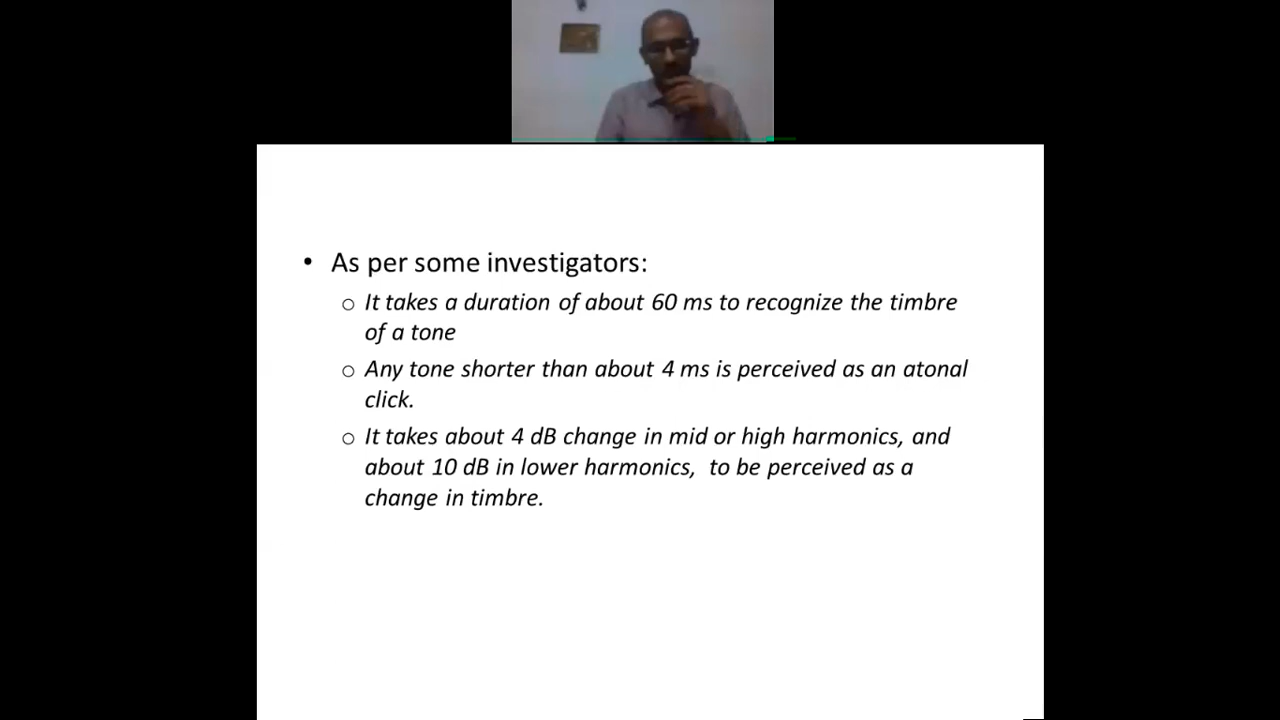 • As per some investigators:
o It takes a duration of about 60 ms to recognize the timbre
of a tone
o Any tone shorter than about 4 ms is perceived as an atonal
click.
o It takes about 4 dB change in mid or high harmonics, and
about 10 dB in lower harmonics, to be perceived as a
change in timbre.